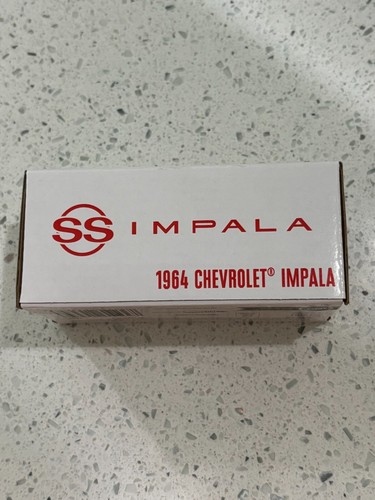 SS IMPALA
1964 CHEVROLET® IMPALA